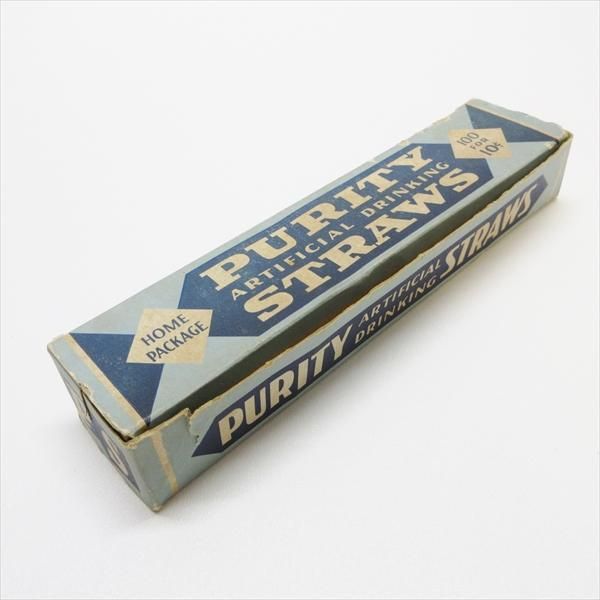 PURITY
ARTIFICIAL DRINKING
STRAWS
100
FOR
10¢
HOME
PACKAGE
PURITY
ARTIFICIAL
DRINKING
STRAWS